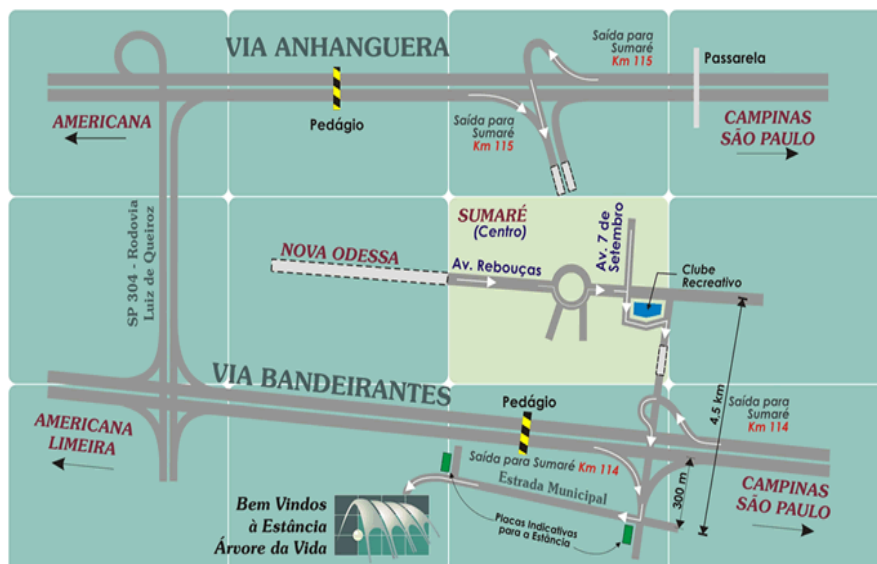 VIA ANHANGUERA
Saída para
Sumaré
Km 115
Passarela
AMERICANA
Pedágio
Saída para
Sumaré
Km 115
CAMPINAS
SÃO PAULO
SP 304 - Rodovia
Luiz de Queiroz
SUMARÉ
(Centro)
Av. 7 de
Setembro
NOVA ODESSA
Av. Rebouças
Clube
Recreativo
VIA BANDEIRANTES
4.5 km
Pedágio
Saída para
Sumaré
Km 114
AMERICANA
LIMEIRA
Saída para Sumaré Km 114
Estrada Municipal
300 m
CAMPINAS
SÃO PAULO
Bem Vindos
à Estância
Árvore da Vida
Placas Indicativas
para a Estância